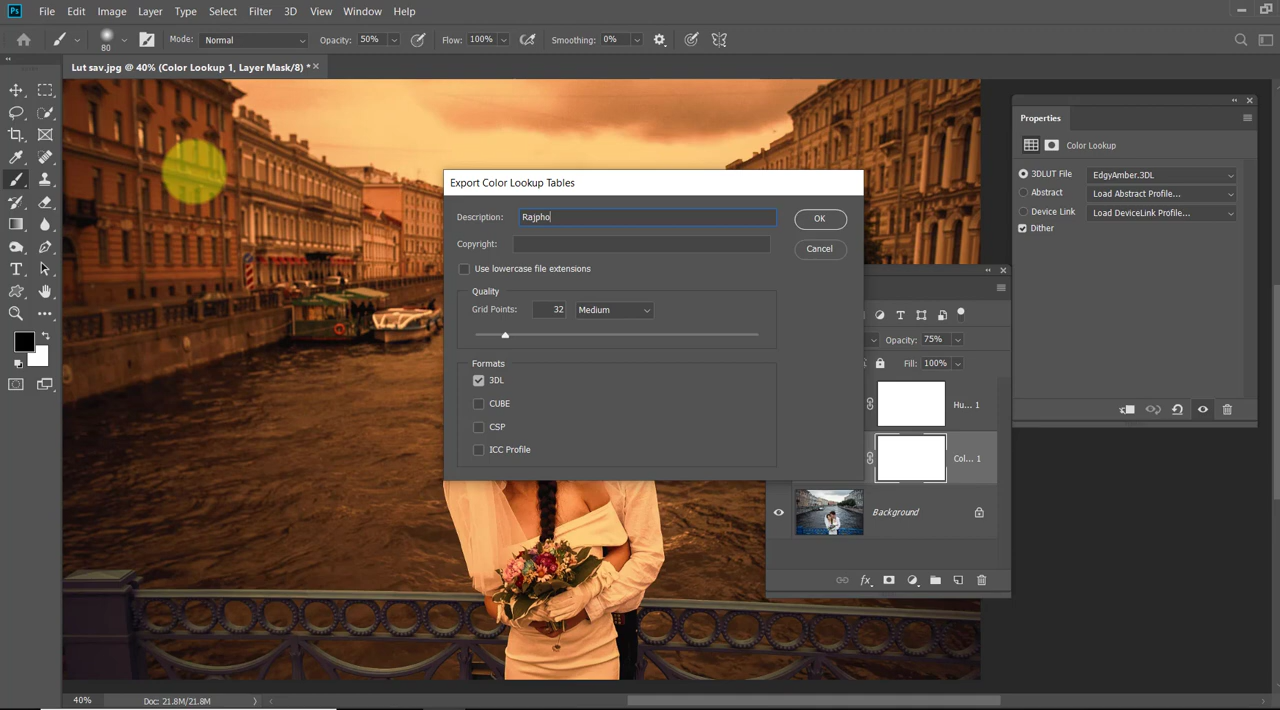 Ps File Edit Image Layer Type Select Filter 3D View Window Help
80 Mode: Normal Opacity: 50% Flow: 100% Smoothing: 0%
Lut sav.jpg @ 40% (Color Lookup 1, Layer Mask/8) *
Properties
Color Lookup
3DLUT File EdgyAmber.3DL
Abstract Load Abstract Profile...
Device Link Load DeviceLink Profile...
Dither
Export Color Lookup Tables
Description: Rajpho OK
Copyright: Cancel
Use lowercase file extensions
Quality
Grid Points: 32 Medium
Formats
3DL
CUBE
CSP
ICC Profile
Opacity: 75%
Fill: 100%
Hu... 1
Col... 1
Background
fx
40% Doc: 21.8M/21.8M